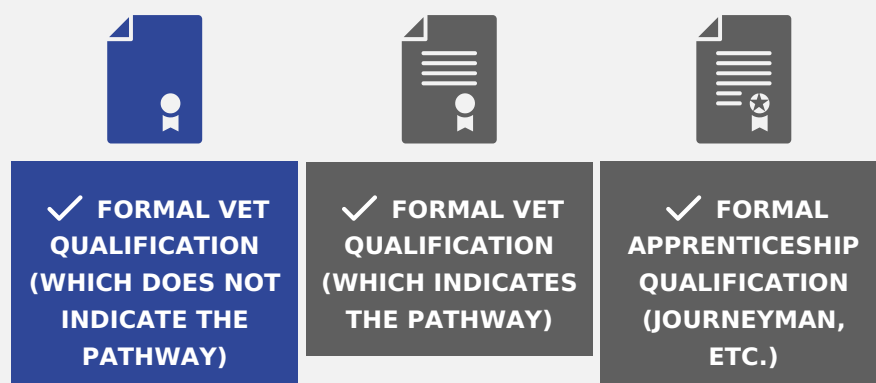 ✓ FORMAL VET
QUALIFICATION
(WHICH DOES NOT
INDICATE THE
PATHWAY)
✓ FORMAL VET
QUALIFICATION
(WHICH INDICATES
THE PATHWAY)
✓ FORMAL
APPRENTICESHIP
QUALIFICATION
(JOURNEYMAN,
ETC.)